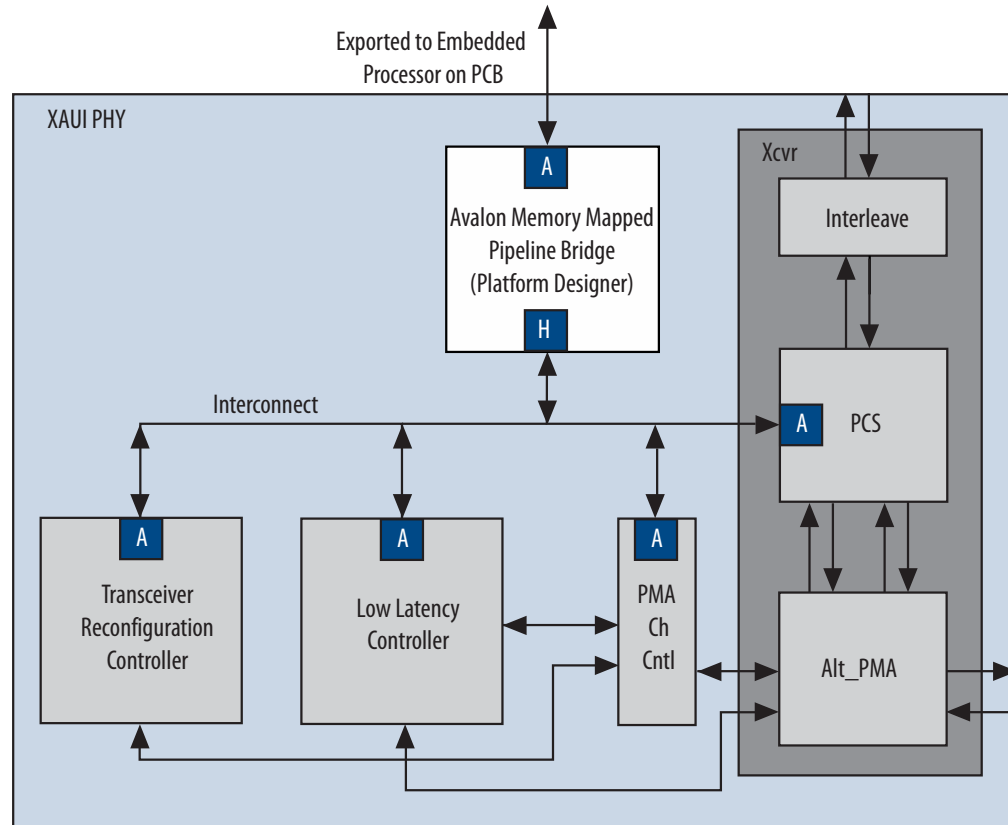 Exported to Embedded
Processor on PCB
XAUI PHY
A
Avalon Memory Mapped
Pipeline Bridge
(Platform Designer)
H
Xcvr
Interleave
A
PCS
Interconnect
A
Transceiver
Reconfiguration
Controller
A
Low Latency
Controller
A
PMA
Ch
Cntl
Alt_PMA